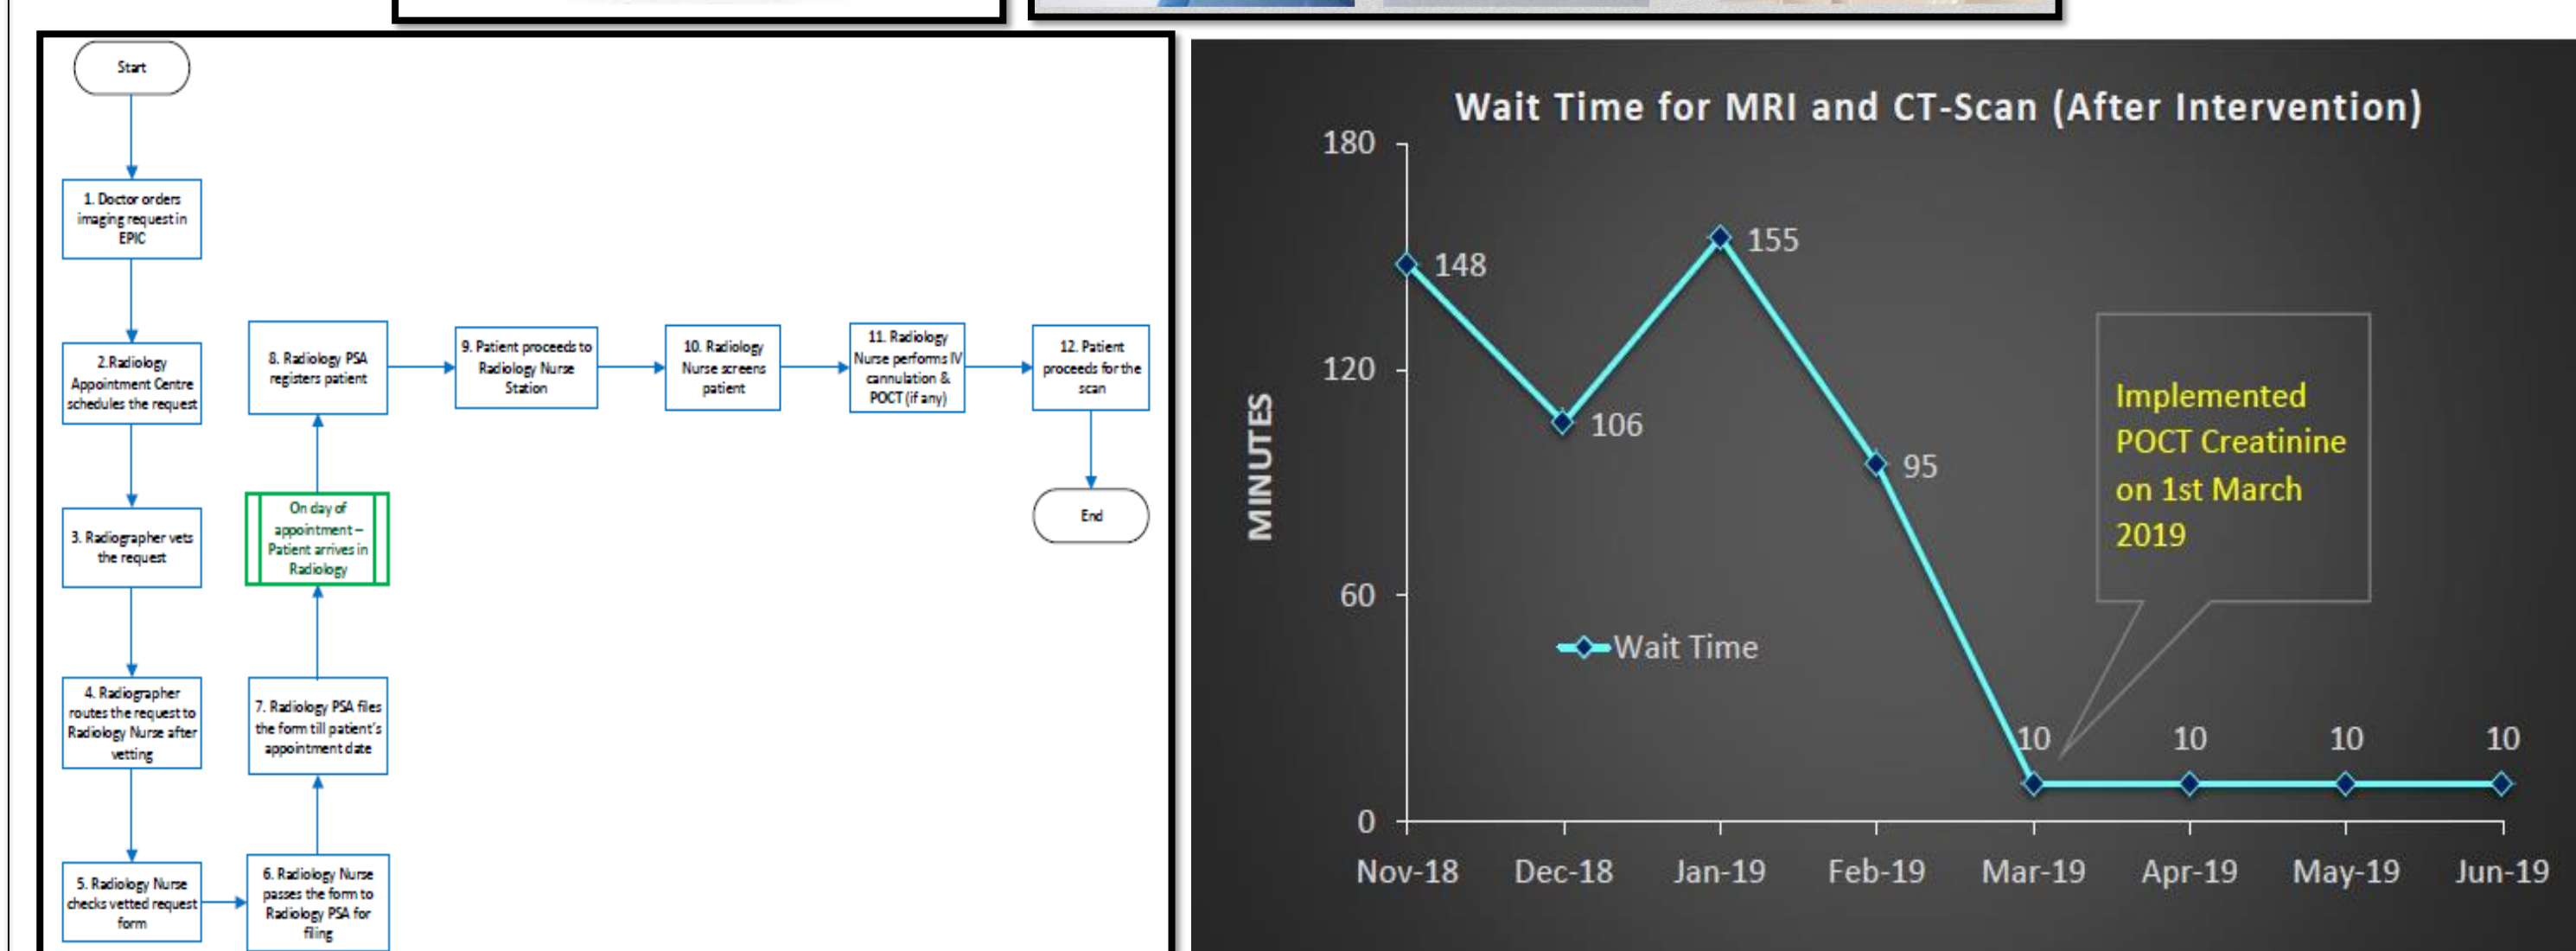 Start
1. Doctor orders
imaging request in
EPIC
2.Radiology
Appointment Centre
schedules the request
3. Radiographer vets
the request
4. Radiographer
routes the request to
Radiology Nurse after
vetting
5. Radiology Nurse
checks vetted request
form
6. Radiology Nurse
passes the form to
Radiology PSA for
filing
7. Radiology PSA files
the form till patient's
appointment date
On day of
appointment –
Patient arrives in
Radiology
8. Radiology PSA
registers patient
9. Patient proceeds to
Radiology Nurse
Station
10. Radiology
Nurse screens
patient
11. Radiology
Nurse performs IV
cannulation &
POCT (if any)
12. Patient
proceeds for the
scan
End
Wait Time for MRI and CT-Scan (After Intervention)
MINUTES
180
120
60
0
148
106
155
95
10
10
10
10
Implemented
POCT Creatinine
on 1st March
2019
Wait Time
Nov-18
Dec-18
Jan-19
Feb-19
Mar-19
Apr-19
May-19
Jun-19